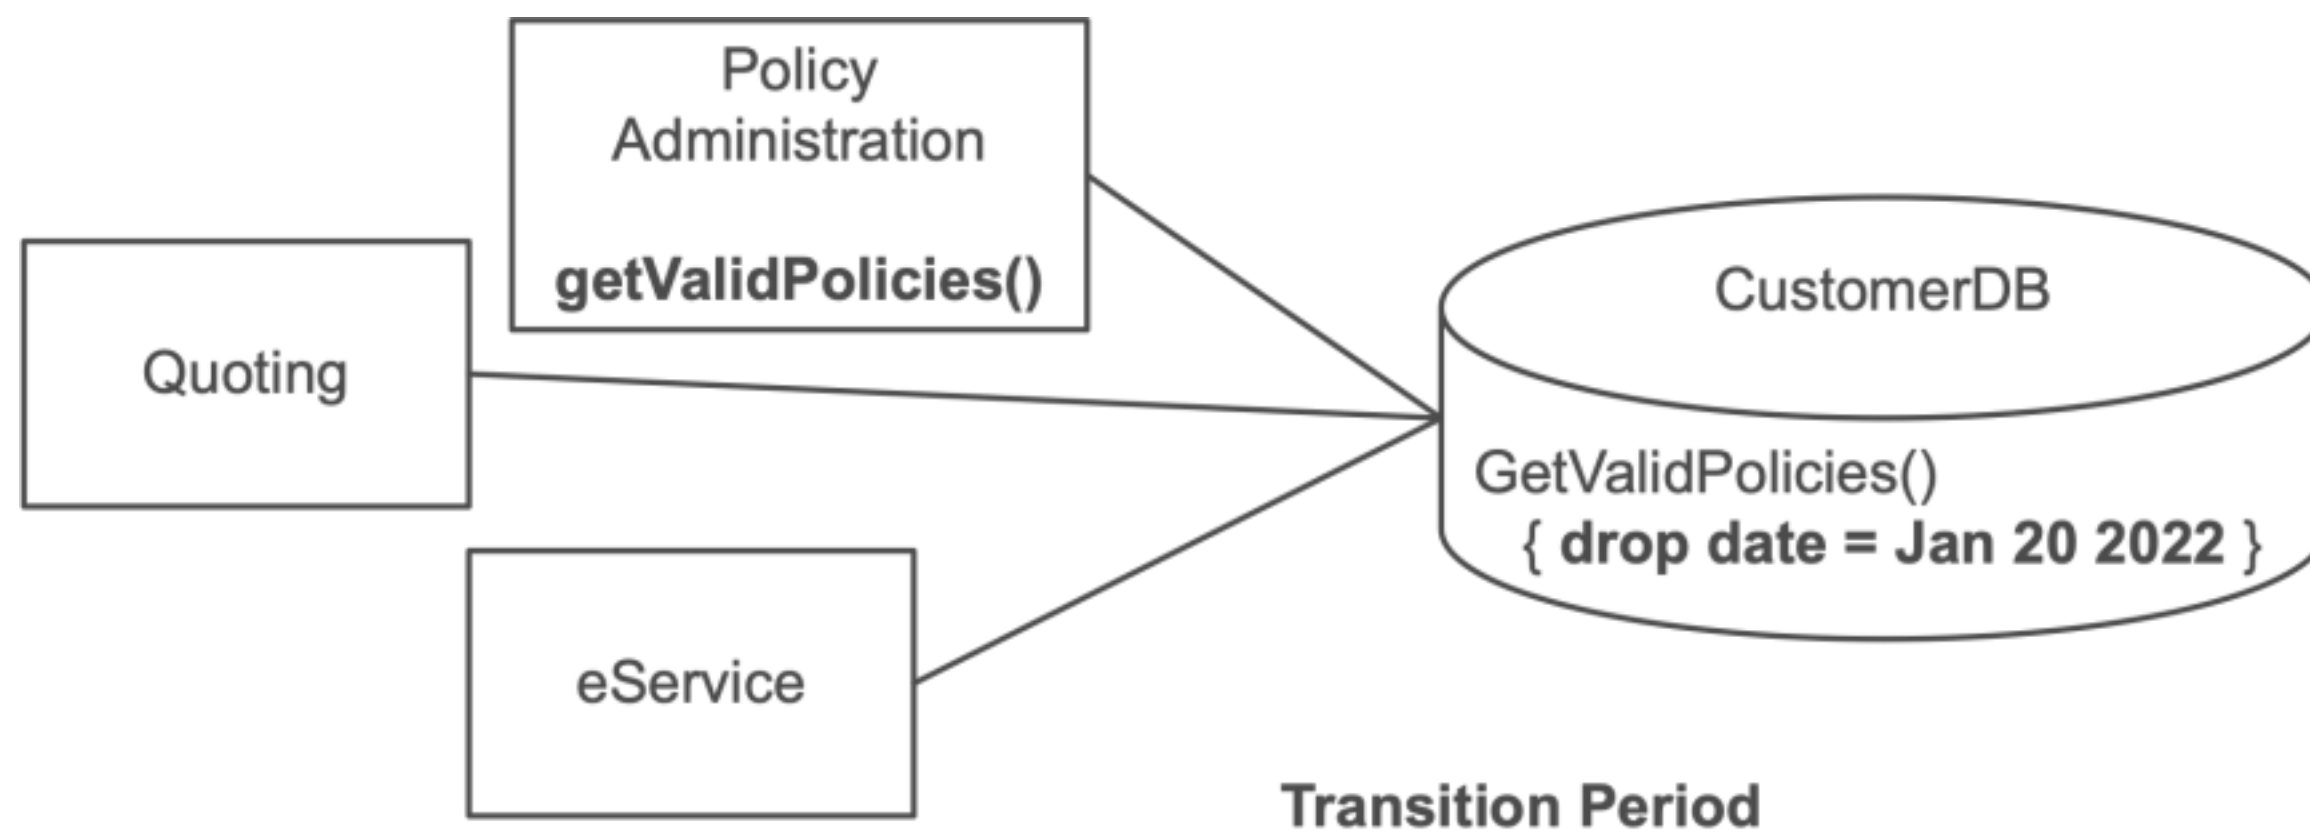 Policy
Administration
getValidPolicies()
Quoting
eService
CustomerDB
GetValidPolicies()
{ drop date = Jan 20 2022 }
Transition Period